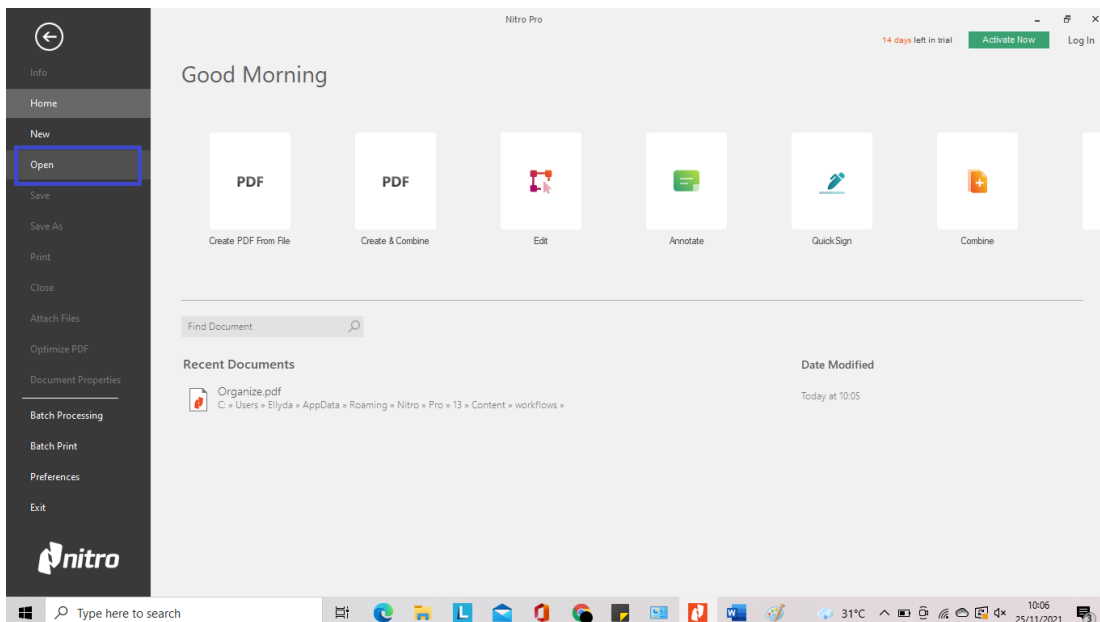 Nitro Pro
14 days left in trial
Activate Now
Log In
Info
Home
New
Open
Save
Save As
Print
Close
Attach Files
Optimize PDF
Document Properties
Batch Processing
Batch Print
Preferences
Exit
nitro
Good Morning
PDF
Create PDF From File
PDF
Create & Combine
Edit
Annotate
QuickSign
Combine
Find Document
Recent Documents
Date Modified
Organize.pdf
C: » Users » Ellyda » AppData » Roaming » Nitro » Pro » 13 » Content » workflows »
Today at 10:05
Type here to search
L
W
31°C
10:06
25/11/2021
3